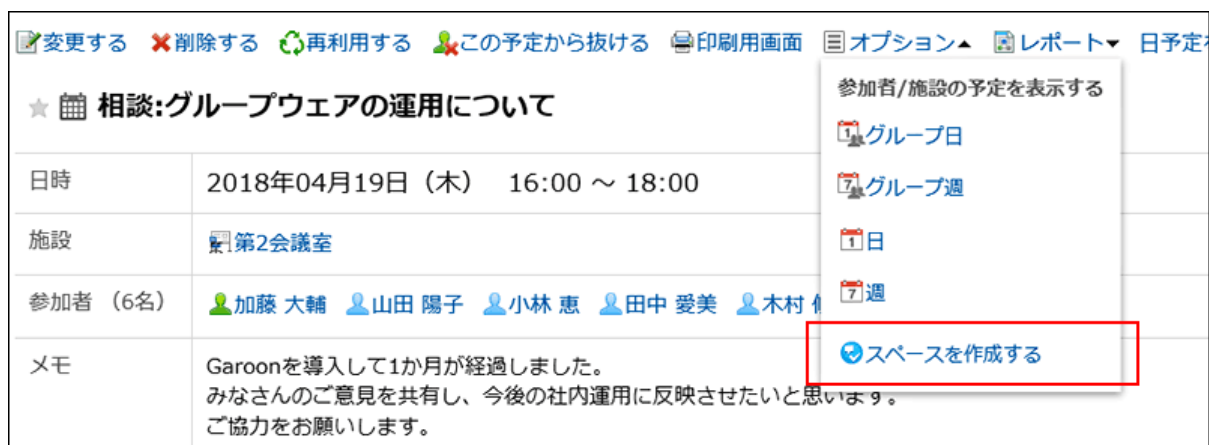 変更する 削除する 再利用する この予定から抜ける 印刷用画面 オプション▲ レポート▼ 日予定
参加者/施設の予定を表示する
グループ日
グループ週
日
週
スペースを作成する
相談:グループウェアの運用について
日時 2018年04月19日（木） 16:00 ～ 18:00
施設 第2会議室
参加者 （6名） 加藤 大輔 山田 陽子 小林 恵 田中 愛美 木村
メモ Garoonを導入して1か月が経過しました。
みなさんのご意見を共有し、今後の社内運用に反映させたいと思います。
ご協力をお願いします。